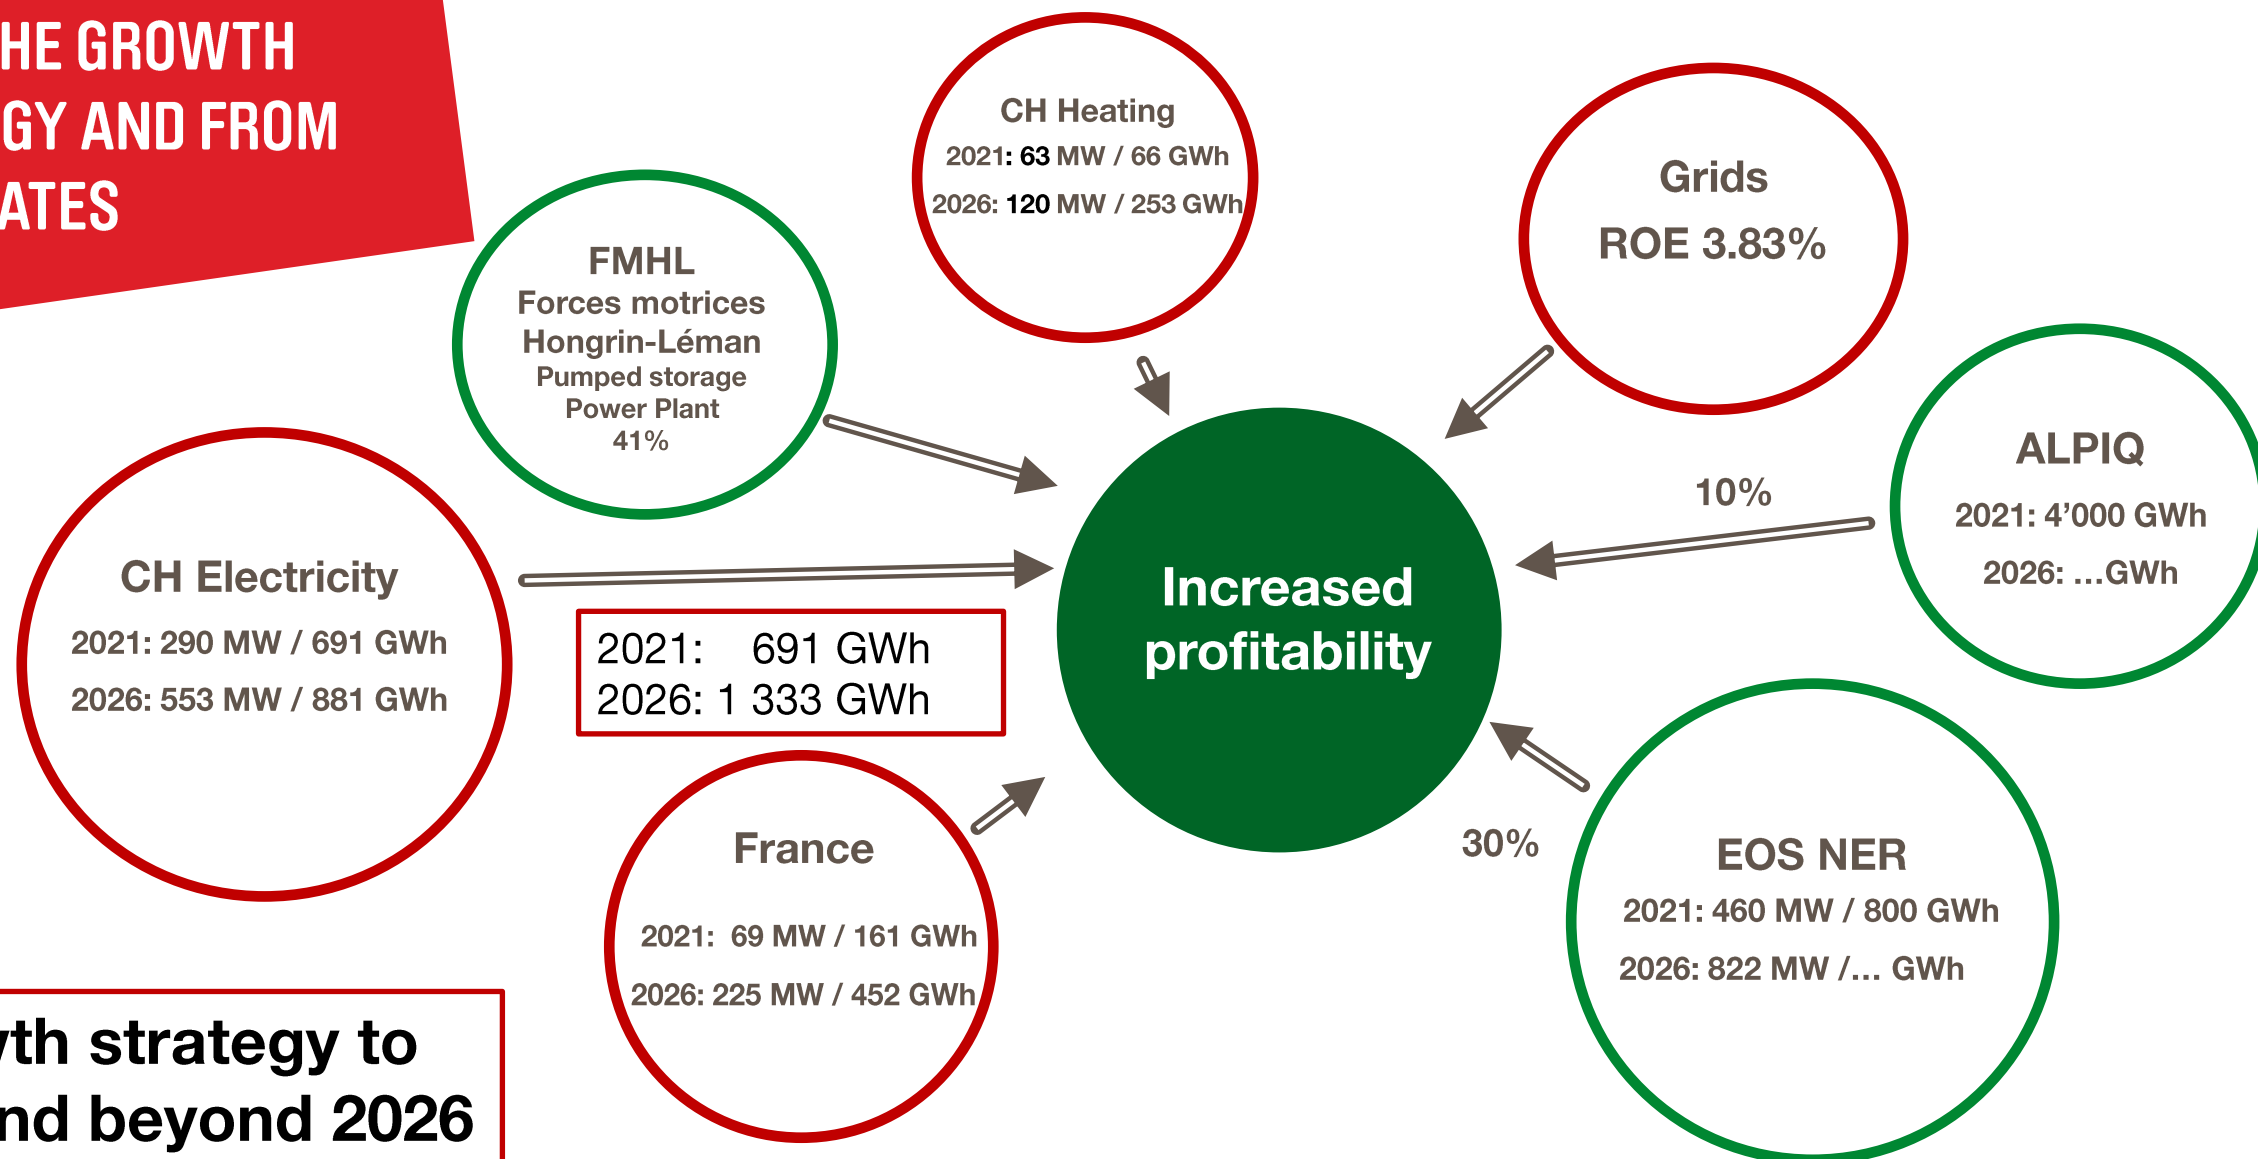 HE GROWTH
GY AND FROM
ATES
CH Heating
2021: 63 MW / 66 GWh
2026: 120 MW / 253 GWh
Grids
ROE 3.83%
FMHL
Forces motrices
Hongrin-Léman
Pumped storage
Power Plant
41%
ALPIQ
2021: 4’000 GWh
2026: ...GWh
10%
CH Electricity
2021: 290 MW / 691 GWh
2026: 553 MW / 881 GWh
2021: 691 GWh
2026: 1 333 GWh
Increased
profitability
France
2021: 69 MW / 161 GWh
2026: 225 MW / 452 GWh
30%
EOS NER
2021: 460 MW / 800 GWh
2026: 822 MW /... GWh
th strategy to
nd beyond 2026